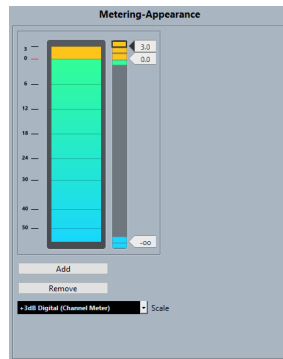 Metering-Appearance
3
3.0
0
0.0
6
12
18
24
30
40
50
-oo
Add
Remove
+3dB Digital (Channel Meter)
Scale